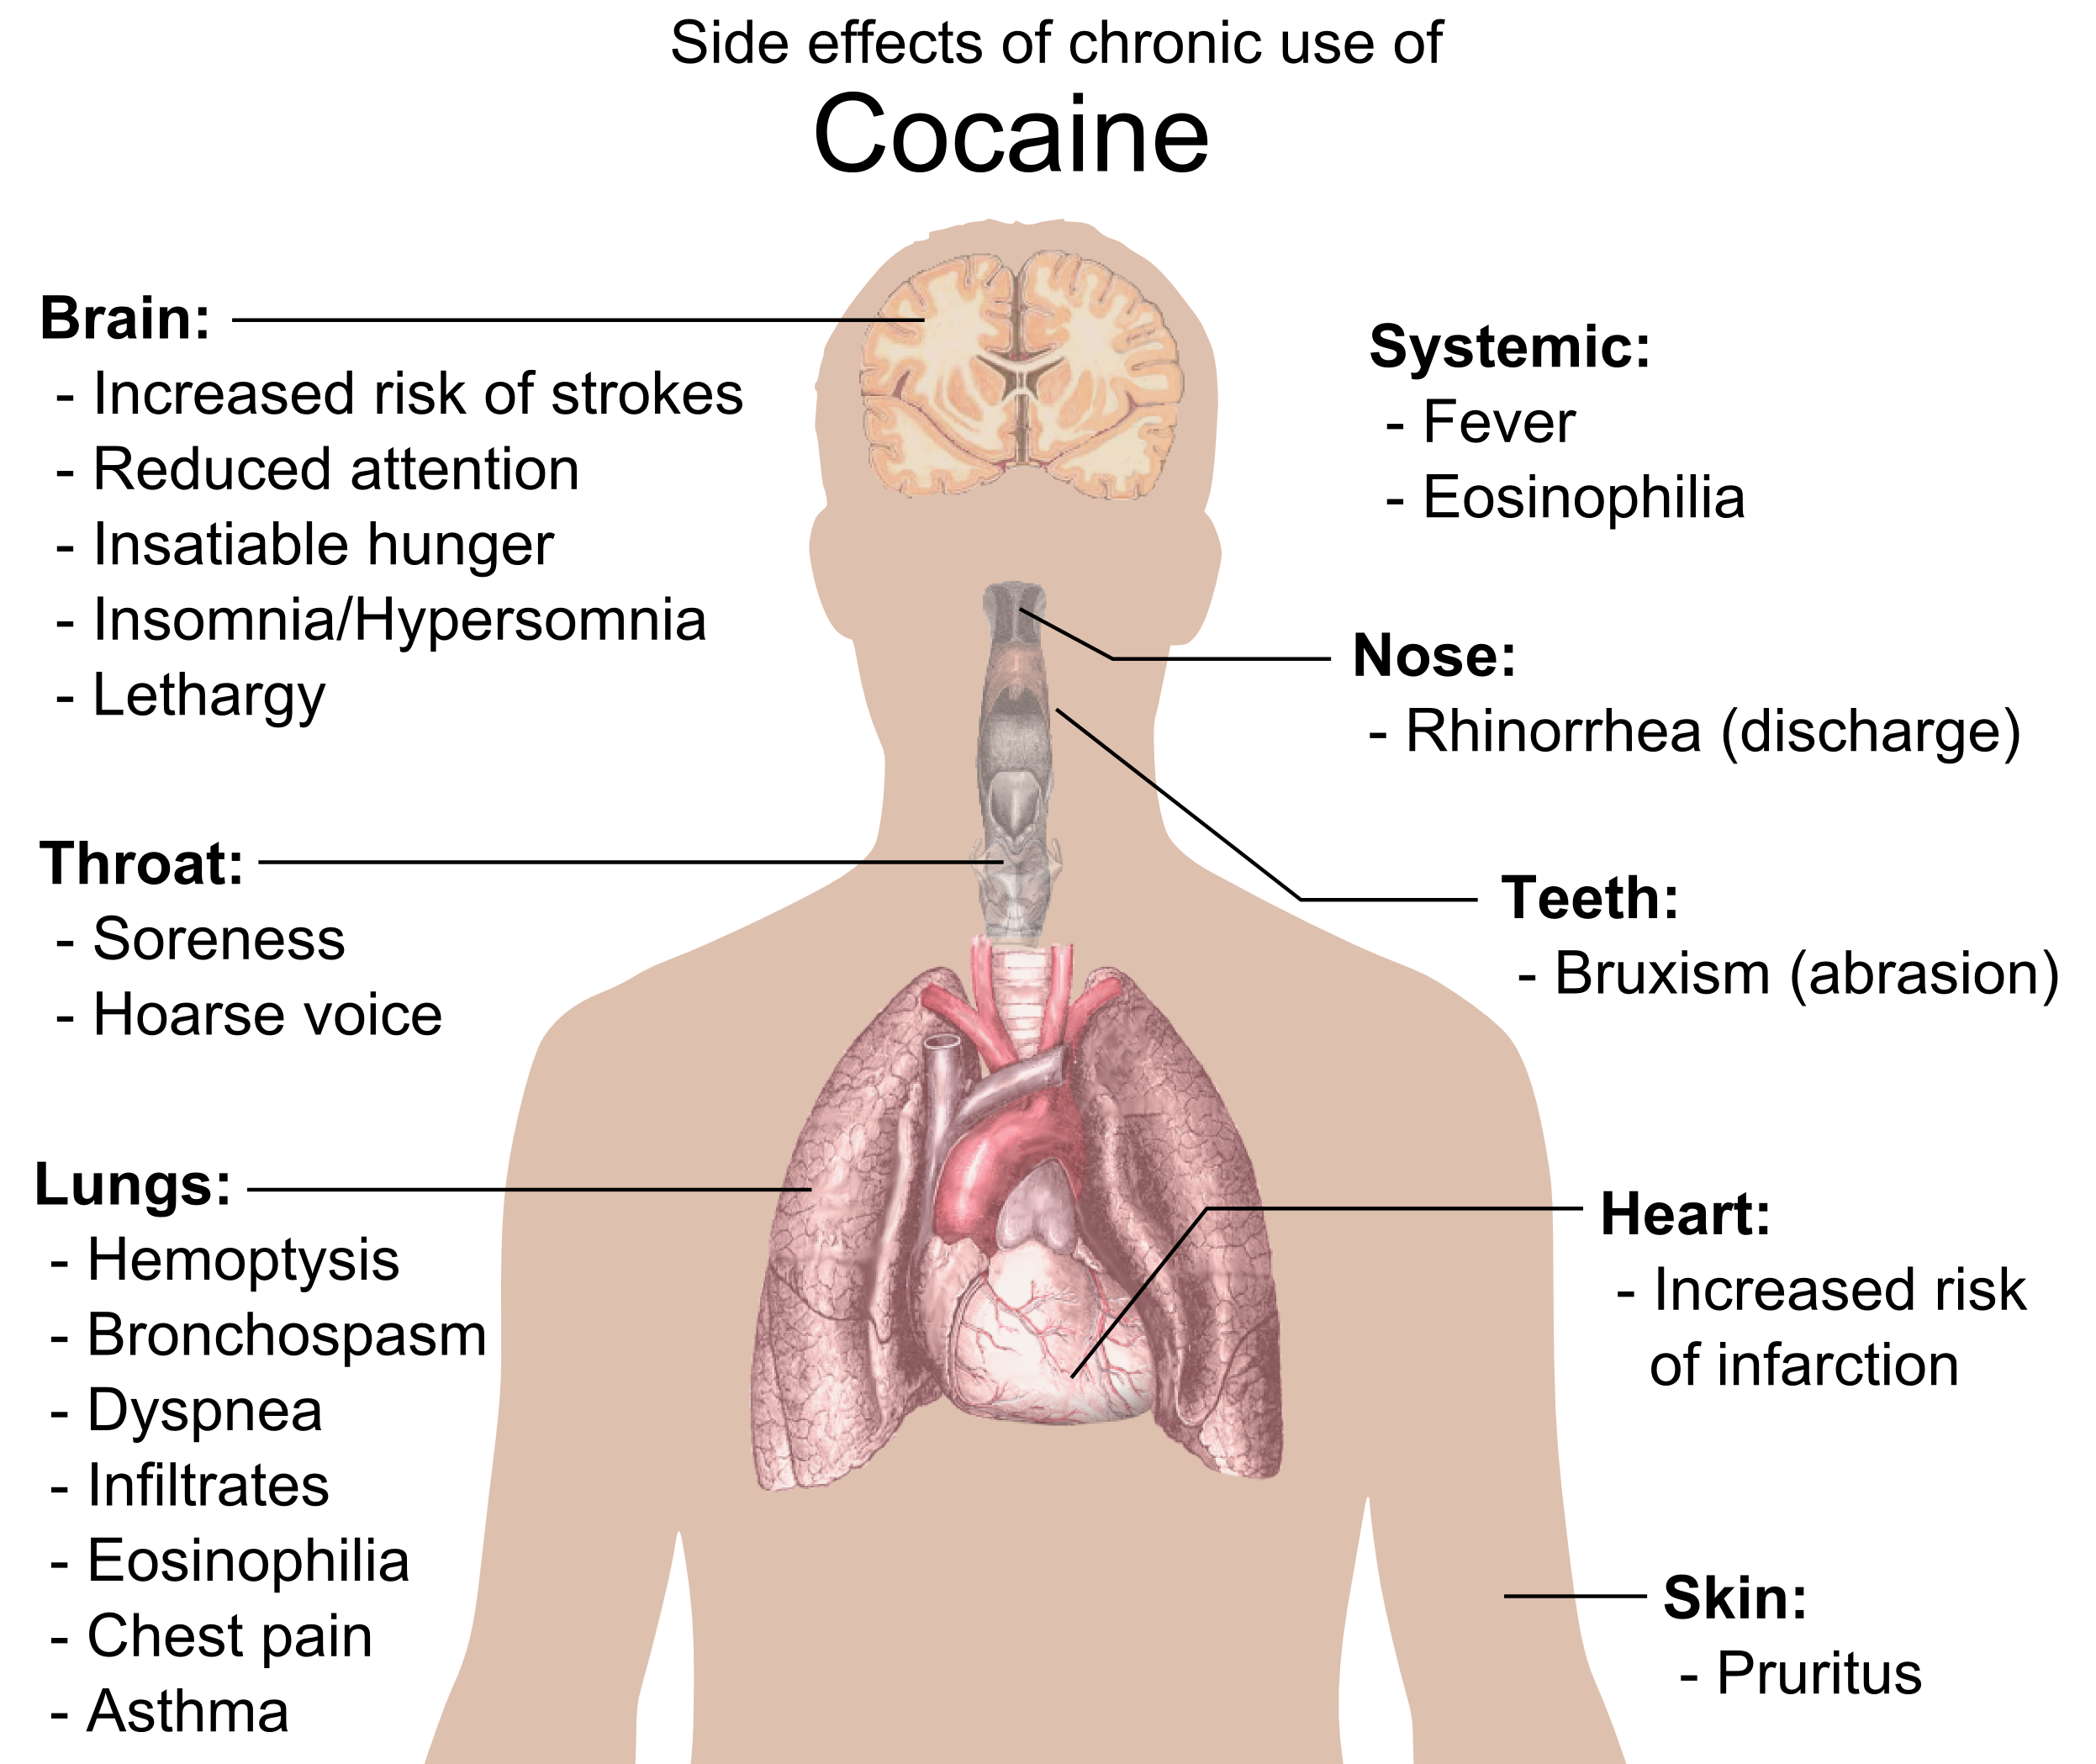 Side effects of chronic use of
Cocaine
Brain:
- Increased risk of strokes
- Reduced attention
- Insatiable hunger
- Insomnia/Hypersomnia
- Lethargy
Throat:
- Soreness
- Hoarse voice
Lungs:
- Hemoptysis
- Bronchospasm
- Dyspnea
- Infiltrates
- Eosinophilia
- Chest pain
- Asthma
Systemic:
- Fever
- Eosinophilia
Nose:
- Rhinorrhea (discharge)
Teeth:
- Bruxism (abrasion)
Heart:
- Increased risk
of infarction
Skin:
- Pruritus